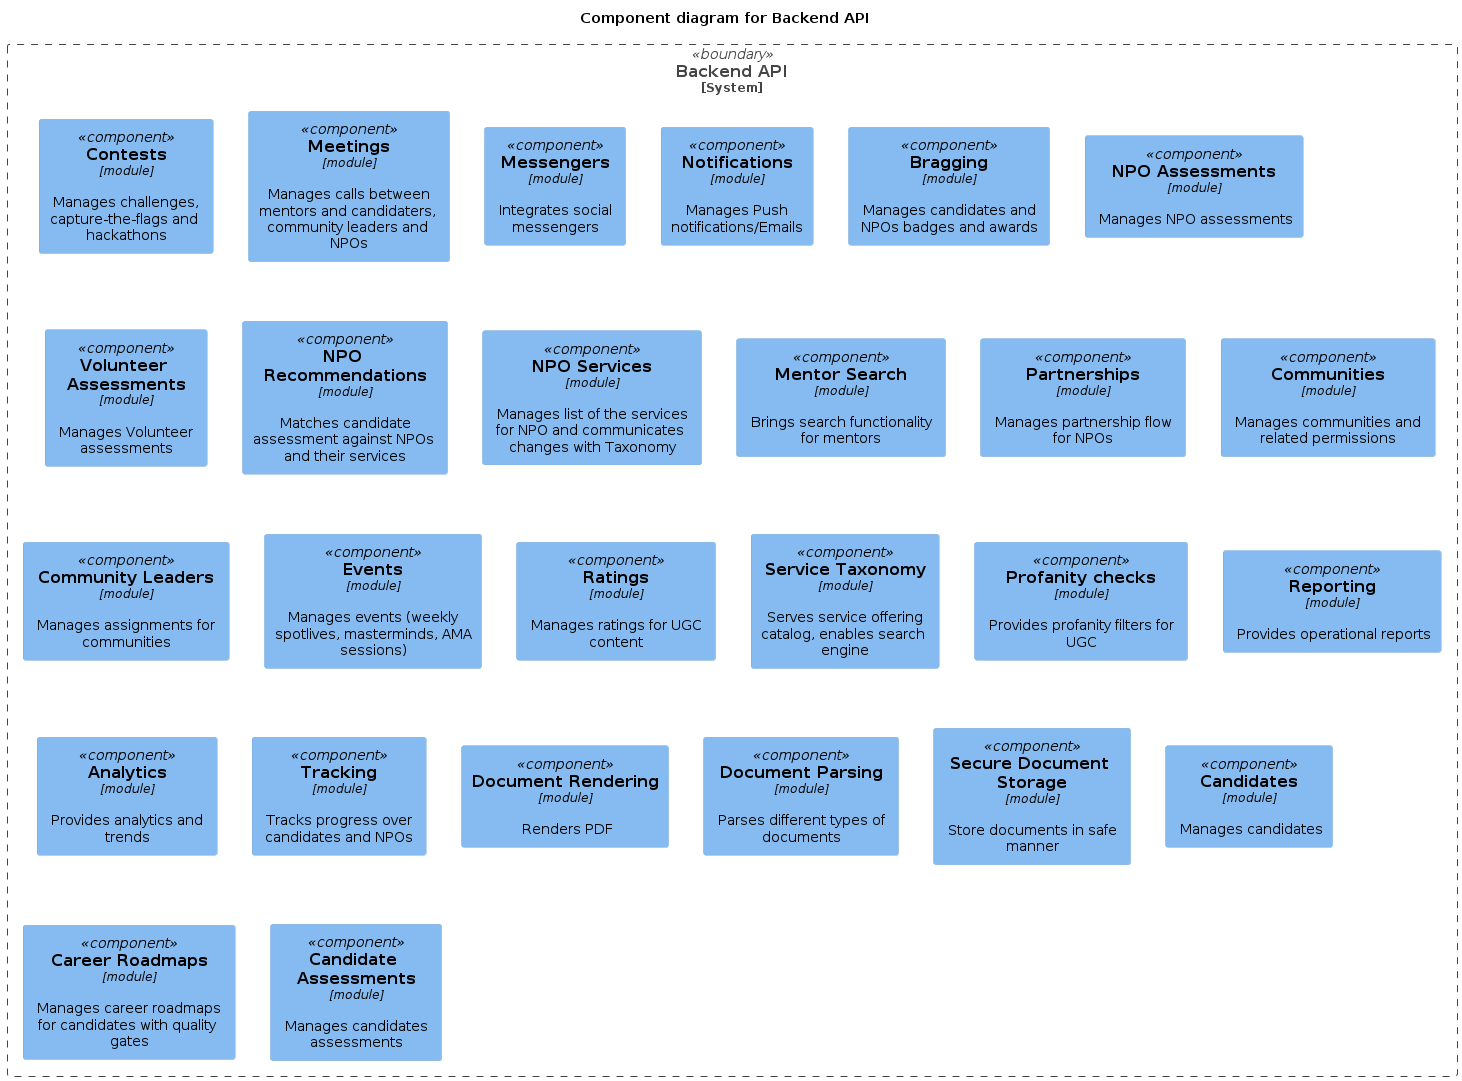 Component diagram for Backend API
«boundary»
Backend API
[System]
«component»
Contests
[module]
Manages challenges,
capture-the-flags and
hackathons
«component»
Meetings
[module]
Manages calls between
mentors and candidaters,
community leaders and
NPOs
«component»
Messengers
[module]
Integrates social
messengers
«component»
Notifications
[module]
Manages Push
notifications/Emails
«component»
Bragging
[module]
Manages candidates and
NPOs badges and awards
«component»
NPO Assessments
[module]
Manages NPO assessments
«component»
Volunteer
Assessments
[module]
Manages Volunteer
assessments
«component»
NPO
Recommendations
[module]
Matches candidate
assessment against NPOs
and their services
«component»
NPO Services
[module]
Manages list of the services
for NPO and communicates
changes with Taxonomy
«component»
Mentor Search
[module]
Brings search functionality
for mentors
«component»
Partnerships
[module]
Manages partnership flow
for NPOs
«component»
Communities
[module]
Manages communities and
related permissions
«component»
Community Leaders
[module]
Manages assignments for
communities
«component»
Events
[module]
Manages events (weekly
spotlives, masterminds, AMA
sessions)
«component»
Ratings
[module]
Manages ratings for UGC
content
«component»
Service Taxonomy
[module]
Serves service offering
catalog, enables search
engine
«component»
Profanity checks
[module]
Provides profanity filters for
UGC
«component»
Reporting
[module]
Provides operational reports
«component»
Analytics
[module]
Provides analytics and
trends
«component»
Tracking
[module]
Tracks progress over
candidates and NPOs
«component»
Document Rendering
[module]
Renders PDF
«component»
Document Parsing
[module]
Parses different types of
documents
«component»
Secure Document
Storage
[module]
Store documents in safe
manner
«component»
Candidates
[module]
Manages candidates
«component»
Career Roadmaps
[module]
Manages career roadmaps
for candidates with quality
gates
«component»
Candidate
Assessments
[module]
Manages candidates
assessments